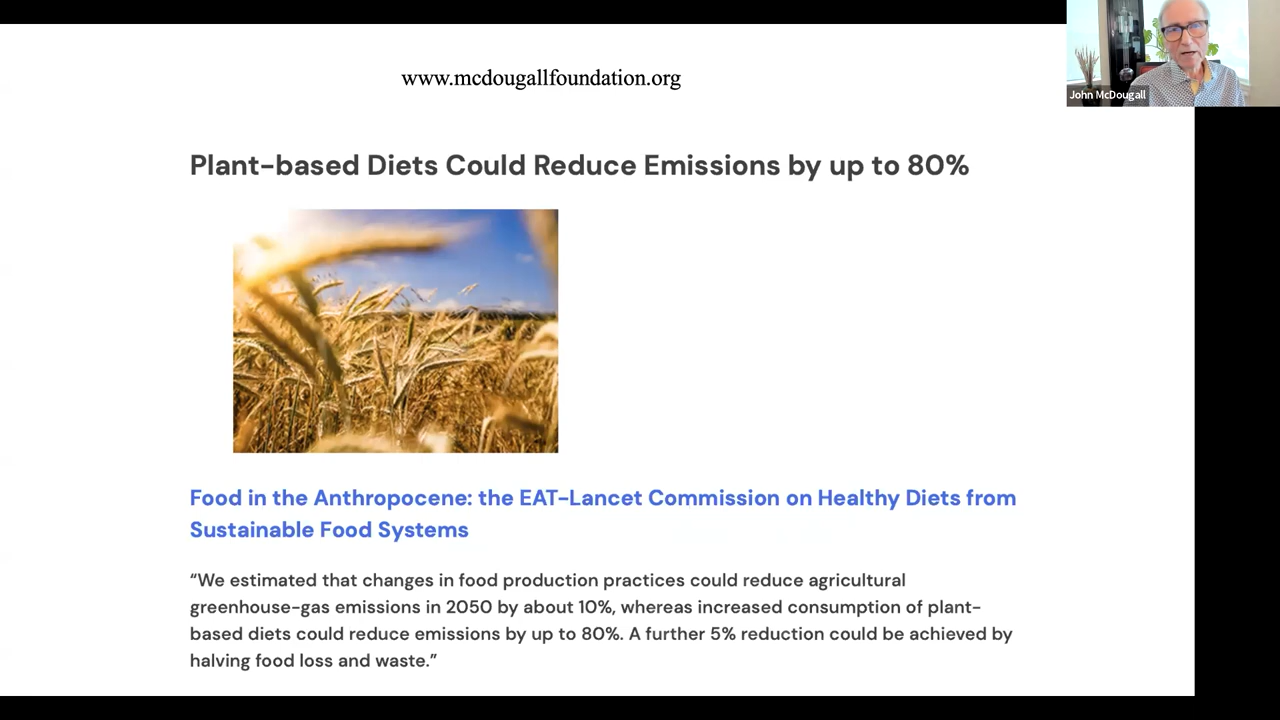 www.mcdougallfoundation.org
John McDougall
Plant-based Diets Could Reduce Emissions by up to 80%
Food in the Anthropocene: the EAT-Lancet Commission on Healthy Diets from
Sustainable Food Systems
“We estimated that changes in food production practices could reduce agricultural
greenhouse-gas emissions in 2050 by about 10%, whereas increased consumption of plant-
based diets could reduce emissions by up to 80%. A further 5% reduction could be achieved by
halving food loss and waste.”